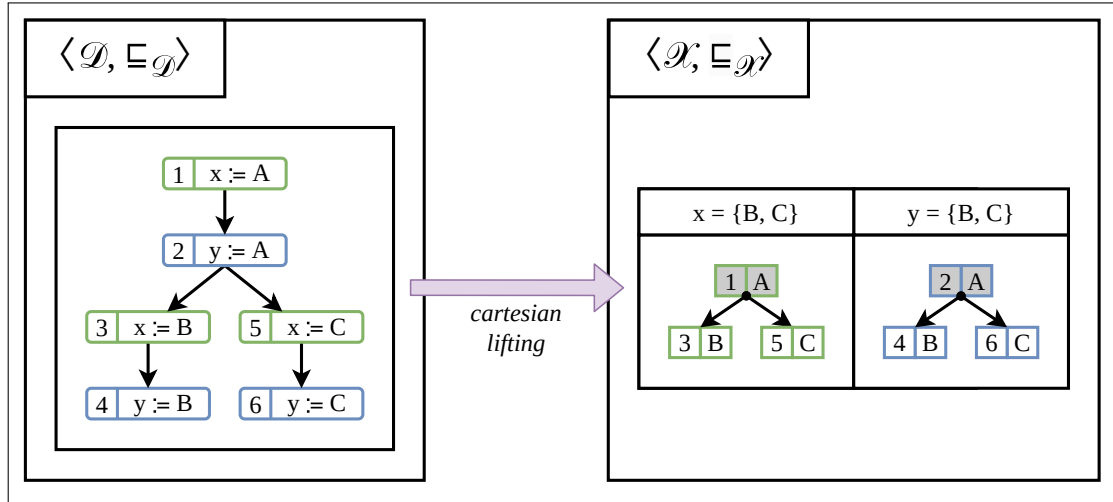 ⟨𝒟, ⊑𝒟⟩
1 x := A
2 y := A
3 x := B
5 x := C
4 y := B
6 y := C
cartesian
lifting
⟨𝒳, ⊑𝒳⟩
x = {B, C} y = {B, C}
1 A 2 A
3 B 5 C 4 B 6 C